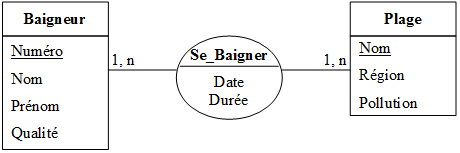 Baigneur
Numéro
Nom
Prénom
Qualité
1, n
Se_Baigner
Date
Durée
1, n
Plage
Nom
Région
Pollution